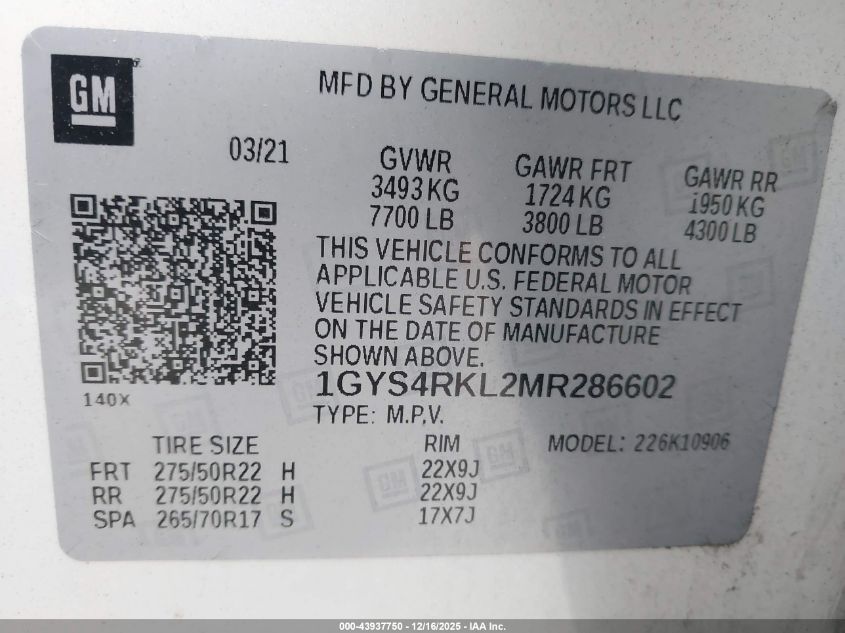 GM
MFD BY GENERAL MOTORS LLC
03/21
GVWR GAWR FRT GAWR RR
3493 KG 1724 KG 1950 KG
7700 LB 3800 LB 4300 LB
THIS VEHICLE CONFORMS TO ALL
APPLICABLE U.S. FEDERAL MOTOR
VEHICLE SAFETY STANDARDS IN EFFECT
ON THE DATE OF MANUFACTURE
SHOWN ABOVE.
1GYS4RKL2MR286602
140X
TYPE: M.P.V.
TIRE SIZE RIM MODEL: 226K10906
FRT 275/50R22 H 22X9J
RR 275/50R22 H 22X9J
SPA 265/70R17 S 17X7J
000-43937750 - 12/16/2025 - IAA Inc.